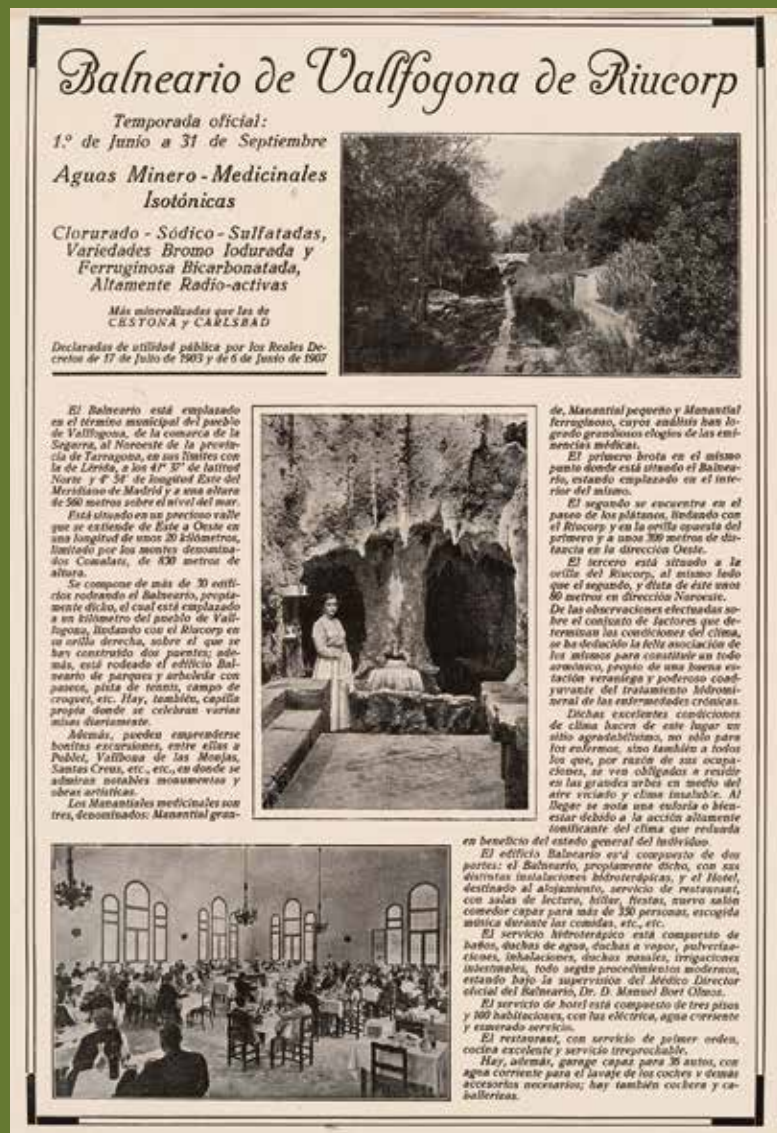 Balneario de Vallfogona de Riucorp
Temporada oficial:
1.º de Junio a 31 de Septiembre
Aguas Minero-Medicinales
Isotónicas
Clorurado - Sódico - Sulfatadas,
Variedades Bromo Iodurada y
Ferruginosa Bicarbonatada,
Altamente Radio-activas
Más mineralizadas que las de
CESTONA y CARLSBAD
Declaradas de utilidad pública por los Reales De-
cretos de 17 de Julio de 1903 y de 6 de Junio de 1907
El Balneario está emplazado
en el término municipal del pueblo
de Vallfogona, de la comarca de la
Segarra, al Noroeste de la provin-
cia de Tarragona, en sus límites con
la de Lérida, a los 41º 37' de latitud
Norte y 4º 54' de longitud Este del
Meridiano de Madrid y a una altura
de 560 metros sobre el nivel del mar.
Está situado en un precioso valle
que se extiende de Este a Oeste en
una longitud de unos 20 kilómetros,
limitado por los montes denomina-
dos Comalats, de 830 metros de
altura.
Se compone de más de 30 edifi-
cios rodeando el Balneario, propia-
mente dicho, el cual está emplazado
a un kilómetro del pueblo de Vall-
fogona, lindando con el Riucorp en
su orilla derecha, sobre el que se
han construído dos puentes; ade-
más, está rodeado el edificio Bal-
neario de parques y arboleda con
paseos, pista de tennis, campo de
croquet, etc. Hay, también, capilla
propia donde se celebran varias
misas diariamente.
Además, pueden emprenderse
bonitas excursiones, entre ellas a
Poblet, Vallbona de las Monjas,
Santas Creus, etc., etc., en donde se
admiran notables monumentos y
obras artísticas.
Los Manantiales medicinales son
tres, denominados: Manantial gran-
de, Manantial pequeño y Manantial
ferruginoso, cuyos análisis han lo-
grado grandiosos elogios de las emi-
nencias médicas.
El primero brota en el mismo
punto donde está situado el Balnea-
rio, estando emplazado en el inte-
rior del mismo.
El segundo se encuentra en el
paseo de los plátanos, lindando con
el Riucorp y en la orilla opuesta del
primero y a unos 300 metros de dis-
tancia en la dirección Oeste.
El tercero está situado a la
orilla del Riucorp, al mismo lado
que el segundo, y dista de éste unos
80 metros en dirección Noroeste.
De las observaciones efectuadas so-
bre el conjunto de factores que de-
terminan las condiciones del clima,
se ha deducido la feliz asociación de
los mismos para constituir un todo
armónico, propio de una buena es-
tación veraniega y poderoso coad-
yuvante del tratamiento hidromi-
neral de las enfermedades crónicas.
Dichas excelentes condiciones
de clima hacen de este lugar un
sitio agradabilísimo, no sólo para
los enfermos, sino también a todos
los que, por razón de sus ocupa-
ciones, se ven obligados a residir
en las grandes urbes en medio del
aire viciado y clima insaluble. Al
llegar se nota una euforia o bien-
estar debido a la acción altamente
tonificante del clima que redunda
en beneficio del estado general del individuo.
El edificio Balneario está compuesto de dos
partes: el Balneario, propiamente dicho, con sus
distintas instalaciones hidroterápicas, y el Hotel,
destinado al alojamiento, servicio de restaurant,
con salas de lectura, billar, fiestas, nuevo salón
comedor capaz para más de 350 personas, escogida
música durante las comidas, etc., etc.
El servicio hidroterápico está compuesto de
baños, duchas de agua, duchas a vapor, pulveriza-
ciones, inhalaciones, duchas nasales, irrigaciones
intestinales, todo según procedimientos modernos,
estando bajo la supervisión del Médico Director
oficial del Balneario, Dr. D. Manuel Bort Olmos.
El servicio de hotel está compuesto de tres pisos
y 100 habitaciones, con luz eléctrica, agua corriente
y esmerado servicio.
El restaurant, con servicio de primer orden,
cocina excelente y servicio irreprochable.
Hay, además, garage capaz para 36 autos, con
agua corriente para el lavaje de los coches y demás
accesorios necesarios; hay también cochera y ca-
ballerizas.